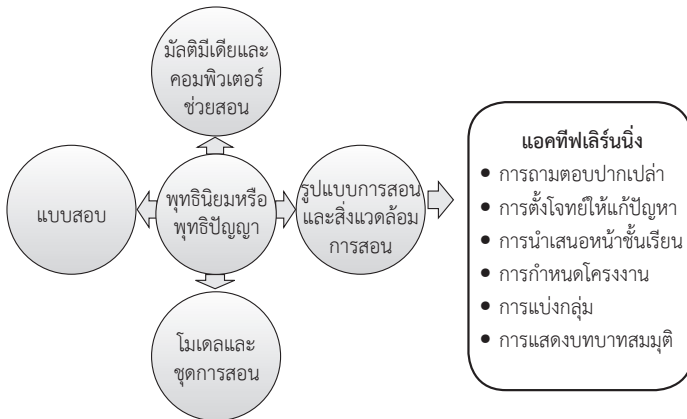 มัลติมีเดียและ
คอมพิวเตอร์
ช่วยสอน
แบบสอบ
พุทธินิยมหรือ
พุทธิปัญญา
รูปแบบการสอน
และสิ่งแวดล้อม
การสอน
โมเดลและ
ชุดการสอน
แอคทีฟเลิร์นนิ่ง
• การถามตอบปากเปล่า
• การตั้งโจทย์ให้แก้ปัญหา
• การนำเสนอหน้าชั้นเรียน
• การกำหนดโครงงาน
• การแบ่งกลุ่ม
• การแสดงบทบาทสมมุติ